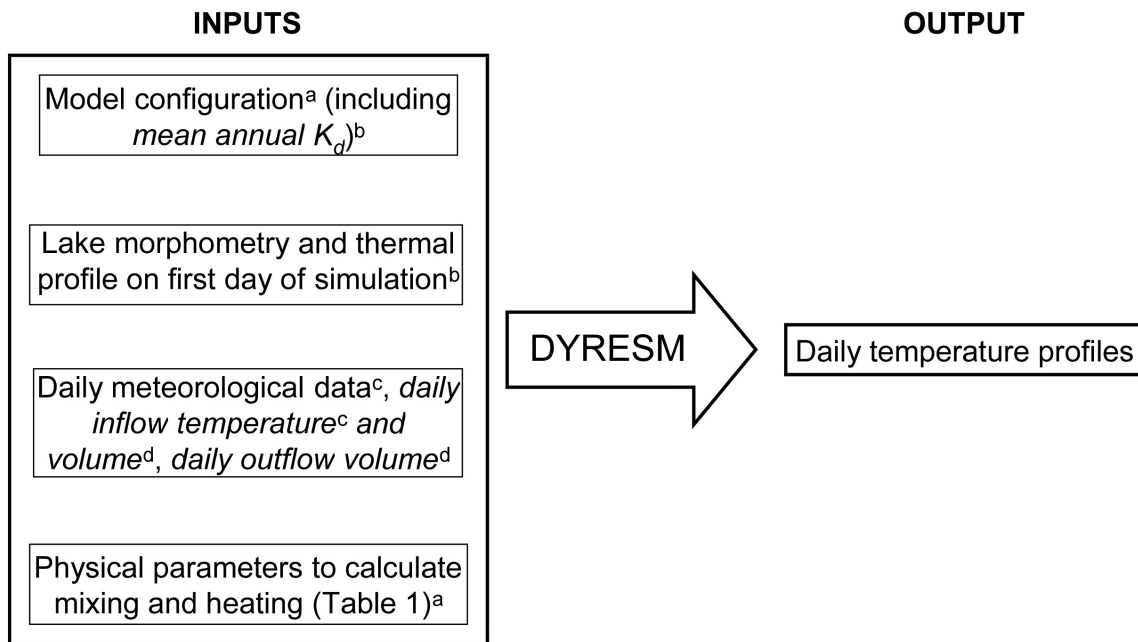 INPUTS
OUTPUT
Model configurationᵃ (including
mean annual K_d)ᵇ
Lake morphometry and thermal
profile on first day of simulationᵇ
Daily meteorological dataᶜ, daily
inflow temperatureᶜ and
volumeᵈ, daily outflow volumeᵈ
Physical parameters to calculate
mixing and heating (Table 1)ᵃ
DYRESM
Daily temperature profiles